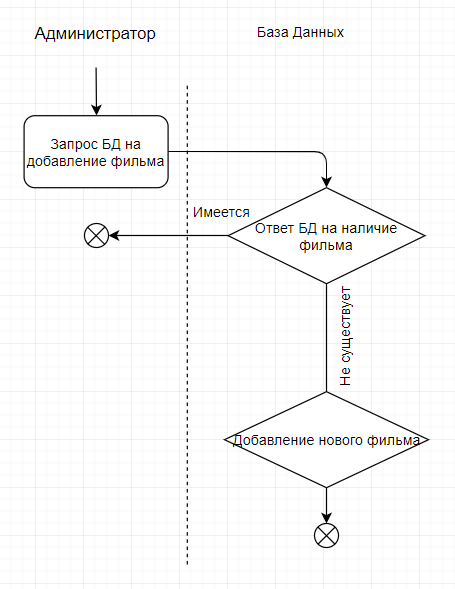 Администратор
База Данных
Запрос БД на
добавление фильма
Имеется
Ответ БД на наличие
фильма
Не существует
Добавление нового фильма